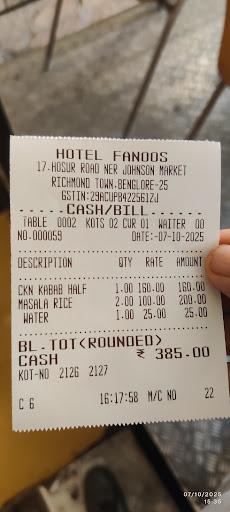 HOTEL FANOOS
17.HOSUR ROAD NER JOHNSON MARKET
RICHMOND TOWN.BENGLORE-25
GSTIN:29ACUPB4225612J
.....CASH/BILL.....
TABLE 0002 KOTS 02 CUR 01 WAITER 00
NO.000059 DATE:-07-10-2025
DESCRIPTION QTY RATE AMOUNT
CKN KABAB HALF 1.00 160.00 160.00
MASALA RICE 2.00 100.00 200.00
WATER 1.00 25.00 25.00
BL.TOT(ROUNDED)
CASH ₹ 385.00
KOT-NO 2126 2127
C 6 16:17:58 M/C NO 22
07/10/2025
15:35